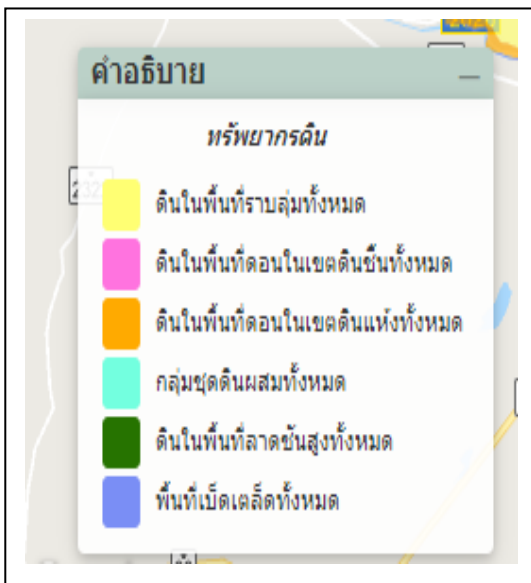 คำอธิบาย
ทรัพยากรดิน
ดินในพื้นที่ราบลุ่มทั้งหมด
ดินในพื้นที่ดอนในเขตดินชื้นทั้งหมด
ดินในพื้นที่ดอนในเขตดินแห้งทั้งหมด
กลุ่มชุดดินผสมทั้งหมด
ดินในพื้นที่ลาดชันสูงทั้งหมด
พื้นที่เบ็ดเตล็ดทั้งหมด